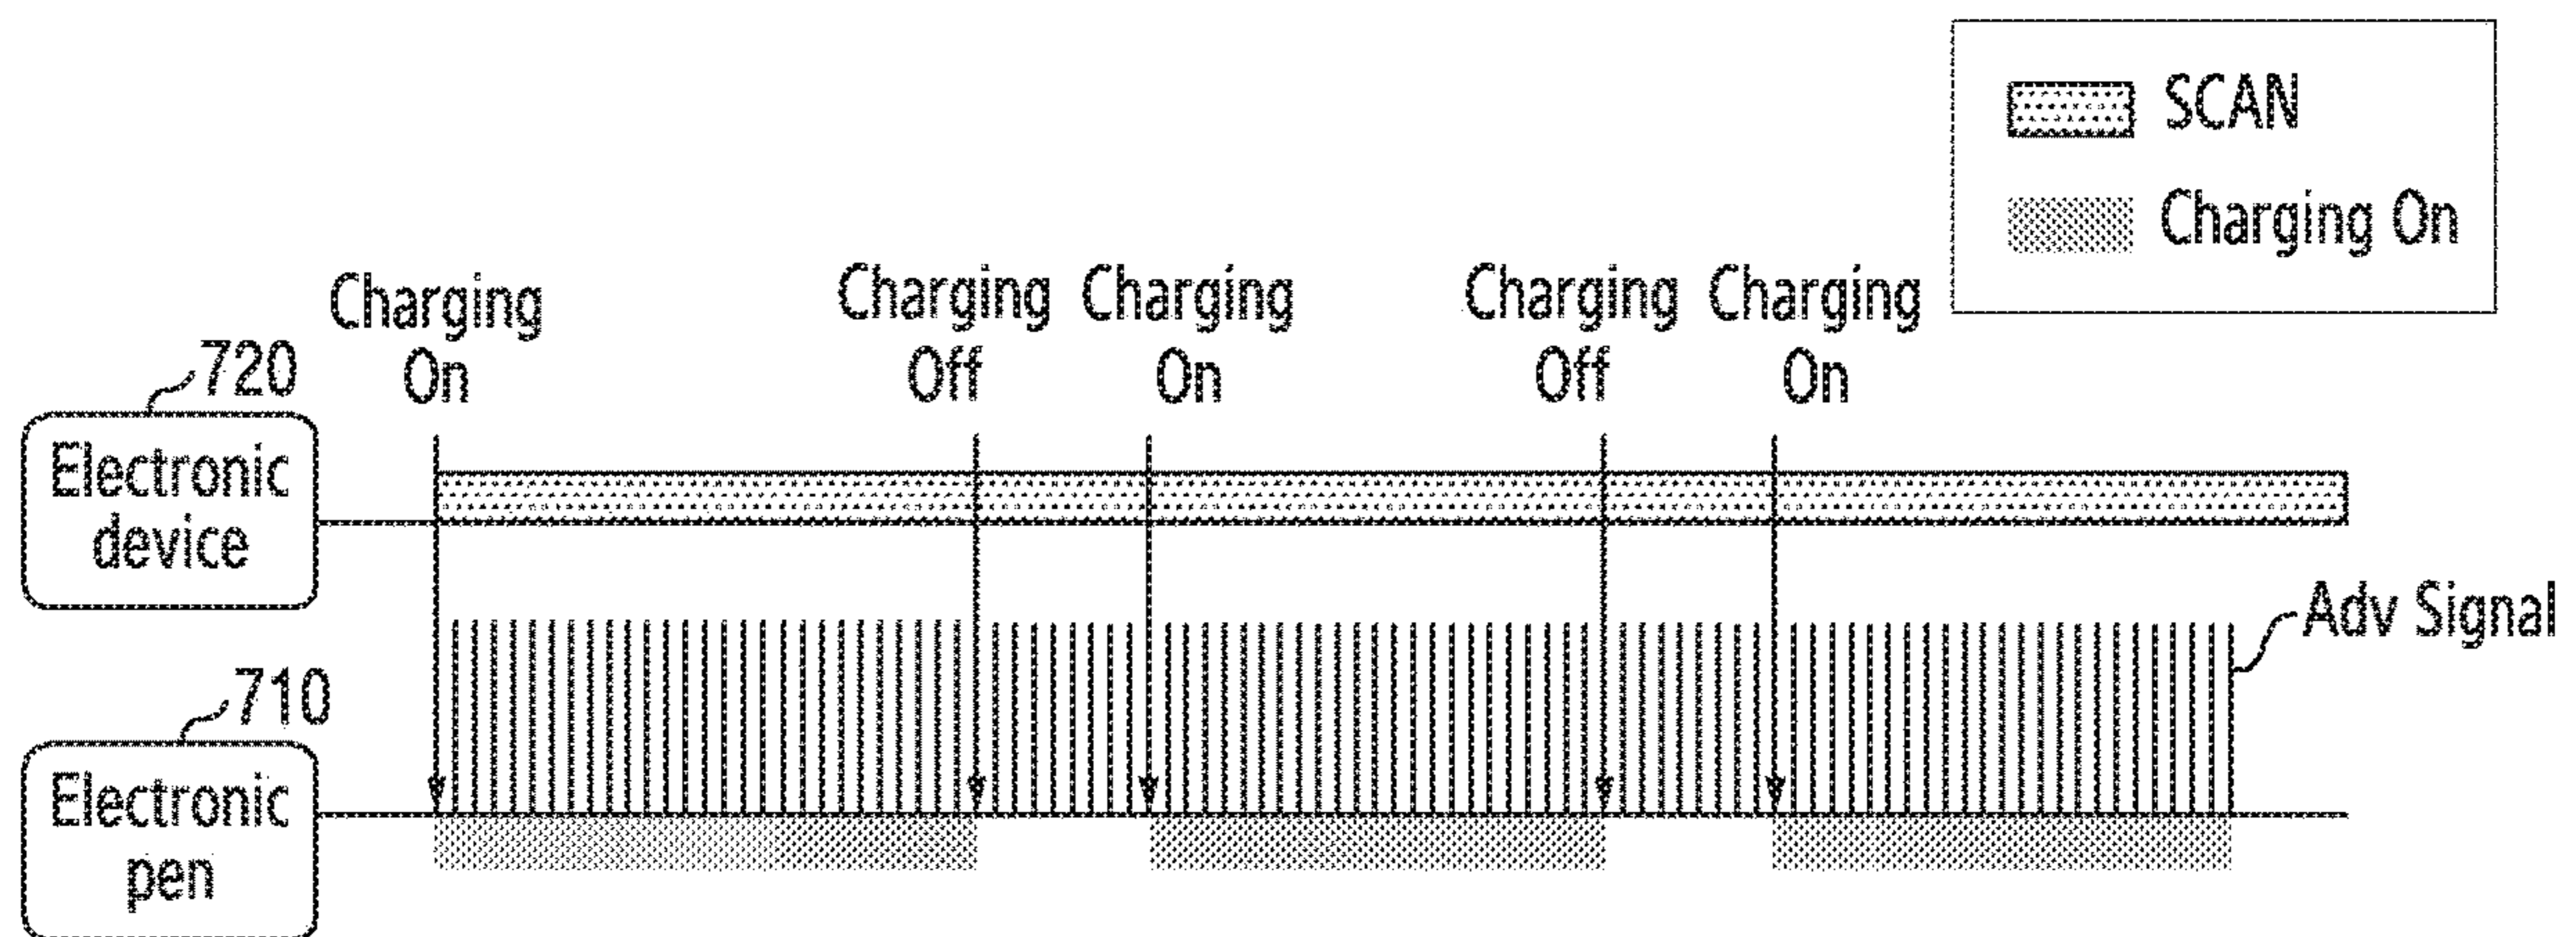 SCAN
Charging On
Charging
On
Charging
Off
Charging
On
Charging
Off
Charging
On
720
Electronic
device
Adv Signal
710
Electronic
pen